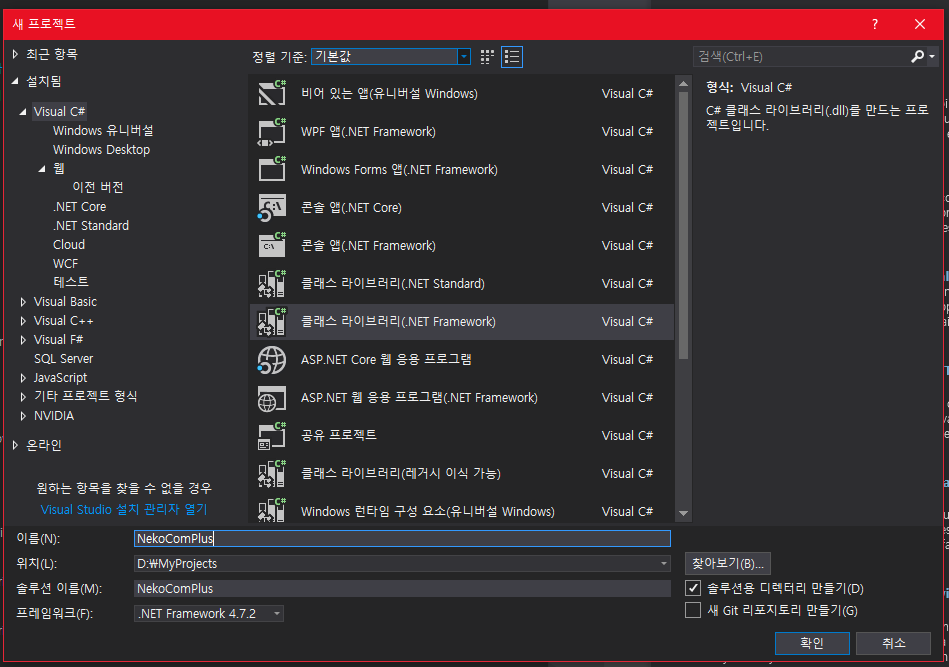 새 프로젝트
? ×
최근 항목
설치됨
Visual C#
Windows 유니버설
Windows Desktop
웹
이전 버전
.NET Core
.NET Standard
Cloud
WCF
테스트
Visual Basic
Visual C++
Visual F#
SQL Server
JavaScript
기타 프로젝트 형식
NVIDIA
온라인
원하는 항목을 찾을 수 없을 경우
Visual Studio 설치 관리자 열기
정렬 기준: 기본값
비어 있는 앱(유니버설 Windows) Visual C#
WPF 앱(.NET Framework) Visual C#
Windows Forms 앱(.NET Framework) Visual C#
콘솔 앱(.NET Core) Visual C#
콘솔 앱(.NET Framework) Visual C#
클래스 라이브러리(.NET Standard) Visual C#
클래스 라이브러리(.NET Framework) Visual C#
ASP.NET Core 웹 응용 프로그램 Visual C#
ASP.NET 웹 응용 프로그램(.NET Framework) Visual C#
공유 프로젝트 Visual C#
클래스 라이브러리(레거시 이식 가능) Visual C#
Windows 런타임 구성 요소(유니버설 Windows) Visual C#
검색(Ctrl+E)
형식: Visual C#
C# 클래스 라이브러리(.dll)를 만드는 프로
젝트입니다.
이름(N): NekoComPlus
위치(L): D:₩MyProjects 찾아보기(B)...
솔루션 이름(M): NekoComPlus 솔루션용 디렉터리 만들기(D)
프레임워크(F): .NET Framework 4.7.2 새 Git 리포지토리 만들기(G)
확인 취소